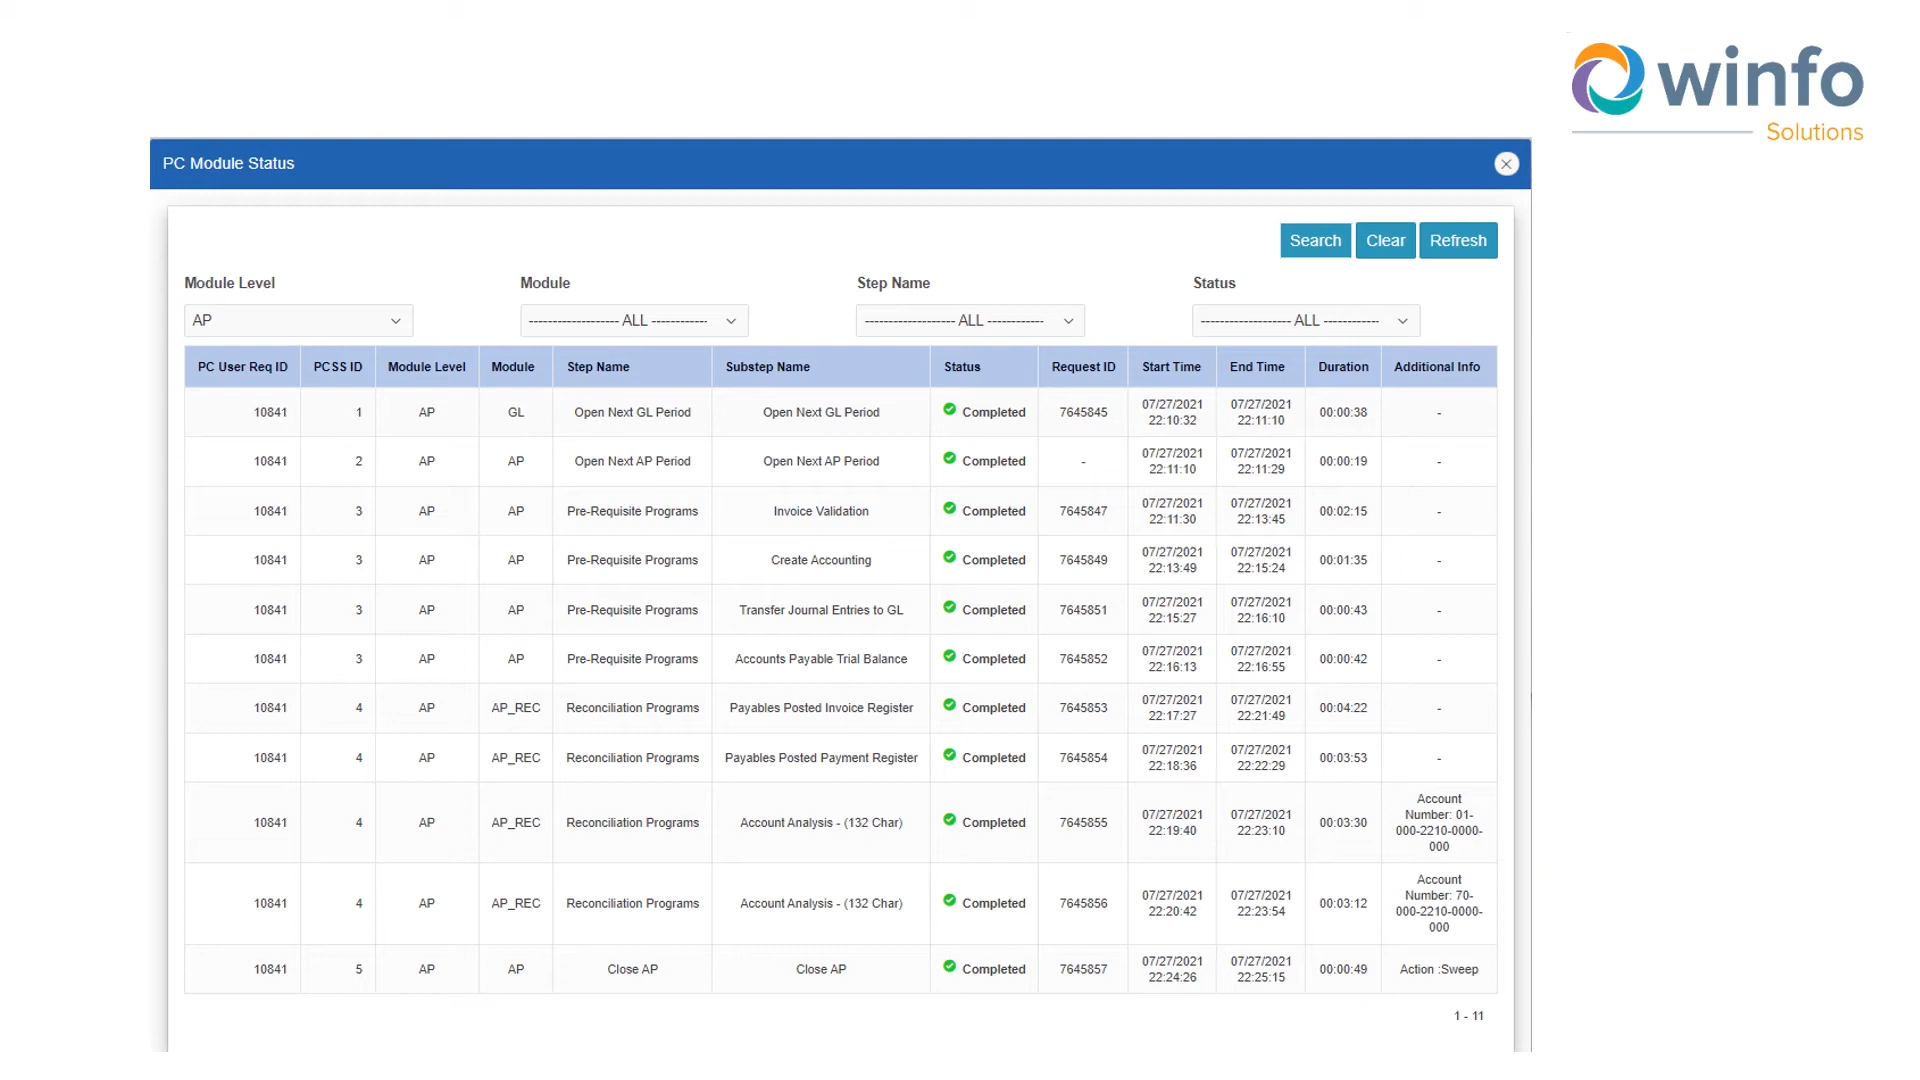 winfo
Solutions
PC Module Status
Search Clear Refresh
Module Level Module Step Name Status
AP ------------------- ALL ------------ ------------------- ALL ------------ ------------------- ALL ------------
PC User Req ID PCSS ID Module Level Module Step Name Substep Name Status Request ID Start Time End Time Duration Additional Info
10841 1 AP GL Open Next GL Period Open Next GL Period Completed 7645845 07/27/2021 22:10:32 07/27/2021 22:11:10 00:00:38 -
10841 2 AP AP Open Next AP Period Open Next AP Period Completed - 07/27/2021 22:11:10 07/27/2021 22:11:29 00:00:19 -
10841 3 AP AP Pre-Requisite Programs Invoice Validation Completed 7645847 07/27/2021 22:11:30 07/27/2021 22:13:45 00:02:15 -
10841 3 AP AP Pre-Requisite Programs Create Accounting Completed 7645849 07/27/2021 22:13:49 07/27/2021 22:15:24 00:01:35 -
10841 3 AP AP Pre-Requisite Programs Transfer Journal Entries to GL Completed 7645851 07/27/2021 22:15:27 07/27/2021 22:16:10 00:00:43 -
10841 3 AP AP Pre-Requisite Programs Accounts Payable Trial Balance Completed 7645852 07/27/2021 22:16:13 07/27/2021 22:16:55 00:00:42 -
10841 4 AP AP_REC Reconciliation Programs Payables Posted Invoice Register Completed 7645853 07/27/2021 22:17:27 07/27/2021 22:21:49 00:04:22 -
10841 4 AP AP_REC Reconciliation Programs Payables Posted Payment Register Completed 7645854 07/27/2021 22:18:36 07/27/2021 22:22:29 00:03:53 -
10841 4 AP AP_REC Reconciliation Programs Account Analysis - (132 Char) Completed 7645855 07/27/2021 22:19:40 07/27/2021 22:23:10 00:03:30 Account Number: 01-000-2210-0000-000
10841 4 AP AP_REC Reconciliation Programs Account Analysis - (132 Char) Completed 7645856 07/27/2021 22:20:42 07/27/2021 22:23:54 00:03:12 Account Number: 70-000-2210-0000-000
10841 5 AP AP Close AP Close AP Completed 7645857 07/27/2021 22:24:26 07/27/2021 22:25:15 00:00:49 Action :Sweep
1 - 11